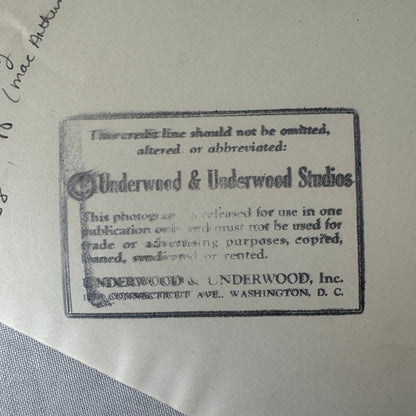 (Mac Arthur
This credit line should not be omitted,
altered or abbreviated:
© Underwood & Underwood Studios
This photograph is released for use in one
publication only and must not be used for
trade or advertising purposes, copied,
loaned, syndicated or rented.
UNDERWOOD & UNDERWOOD, Inc.
CONNECTICUT AVE., WASHINGTON, D. C.